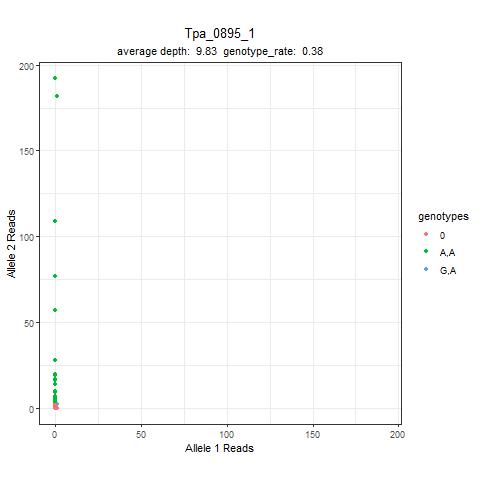 Tpa_0895_1
average depth:  9.83  genotype_rate:  0.38
200
150
100
50
0
Allele 2 Reads
0
50
100
150
200
Allele 1 Reads
genotypes
0
A,A
G,A